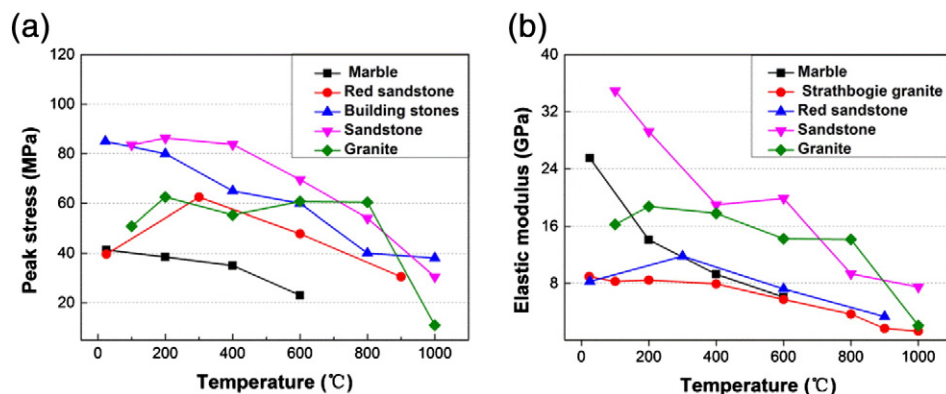 (a)
120
100
80
60
40
20
0
200
400
600
800
1000
Peak stress (MPa)
Temperature (℃)
Marble
Red sandstone
Building stones
Sandstone
Granite
(b)
40
32
24
16
8
0
200
400
600
800
1000
Elastic modulus (GPa)
Temperature (℃)
Marble
Strathbogie granite
Red sandstone
Sandstone
Granite